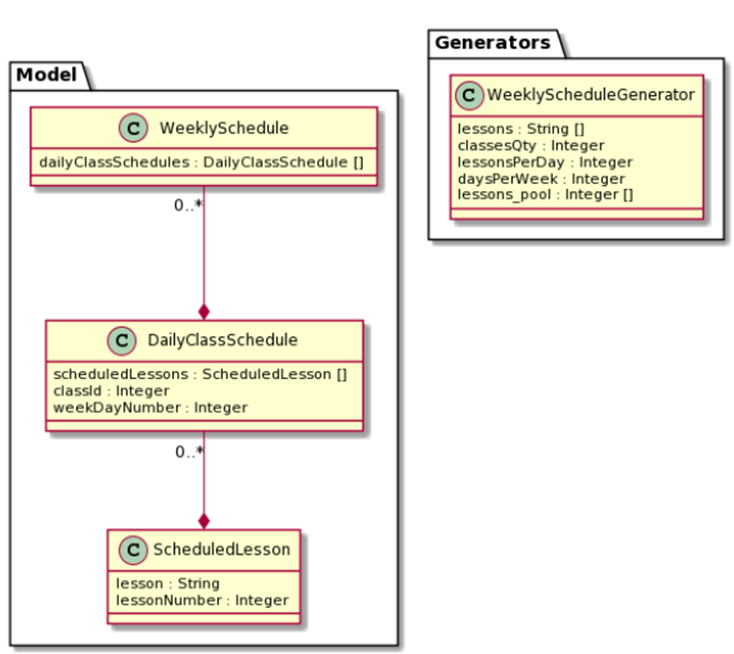 Model
C WeeklySchedule
dailyClassSchedules : DailyClassSchedule []
0..*
C DailyClassSchedule
scheduledLessons : ScheduledLesson []
classId : Integer
weekDayNumber : Integer
0..*
C ScheduledLesson
lesson : String
lessonNumber : Integer
Generators
C WeeklyScheduleGenerator
lessons : String []
classesQty : Integer
lessonsPerDay : Integer
daysPerWeek : Integer
lessons_pool : Integer []